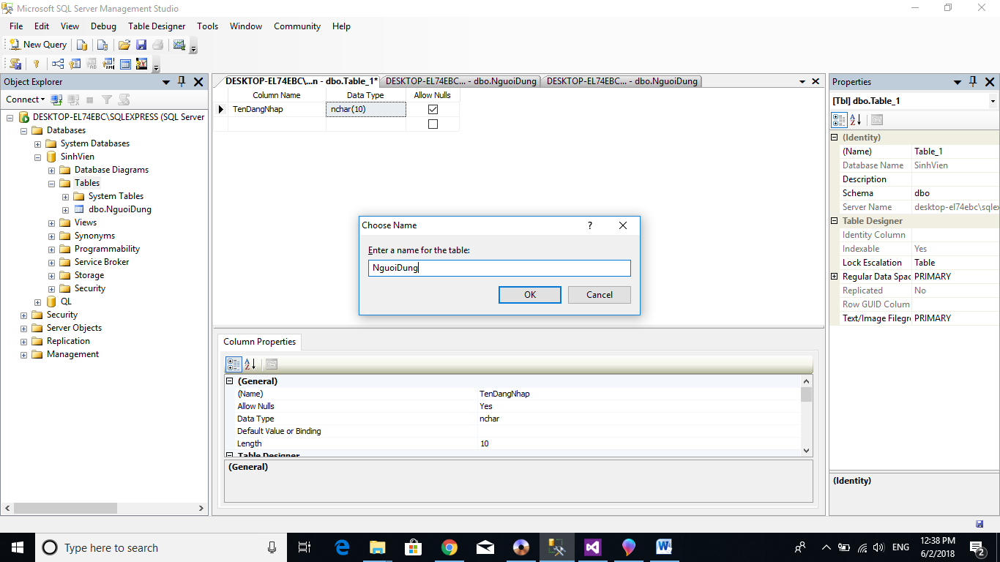 Microsoft SQL Server Management Studio
File Edit View Debug Table Designer Tools Window Community Help
New Query
Object Explorer
Connect
DESKTOP-EL74EBC\SQLEXPRESS (SQL Server
Databases
System Databases
SinhVien
Database Diagrams
Tables
System Tables
dbo.NguoiDung
Views
Synonyms
Programmability
Service Broker
Storage
Security
QL
Security
Server Objects
Replication
Management
DESKTOP-EL74EBC\...n - dbo.Table_1* DESKTOP-EL74EBC... - dbo.NguoiDung DESKTOP-EL74EBC... - dbo.NguoiDung
Column Name Data Type Allow Nulls
TenDangNhap nchar(10)
Choose Name
Enter a name for the table:
NguoiDung
OK Cancel
Column Properties
(General)
(Name) TenDangNhap
Allow Nulls Yes
Data Type nchar
Default Value or Binding
Length 10
Table Designer
(General)
Properties
[Tbl] dbo.Table_1
(Identity)
(Name) Table_1
Database Name SinhVien
Description
Schema dbo
Server Name desktop-el74ebc\sqlex
Table Designer
Identity Column
Indexable Yes
Lock Escalation Table
Regular Data Spac PRIMARY
Replicated No
Row GUID Colum
Text/Image Filegr PRIMARY
(Identity)
Type here to search
ENG
12:38 PM
6/2/2018
2